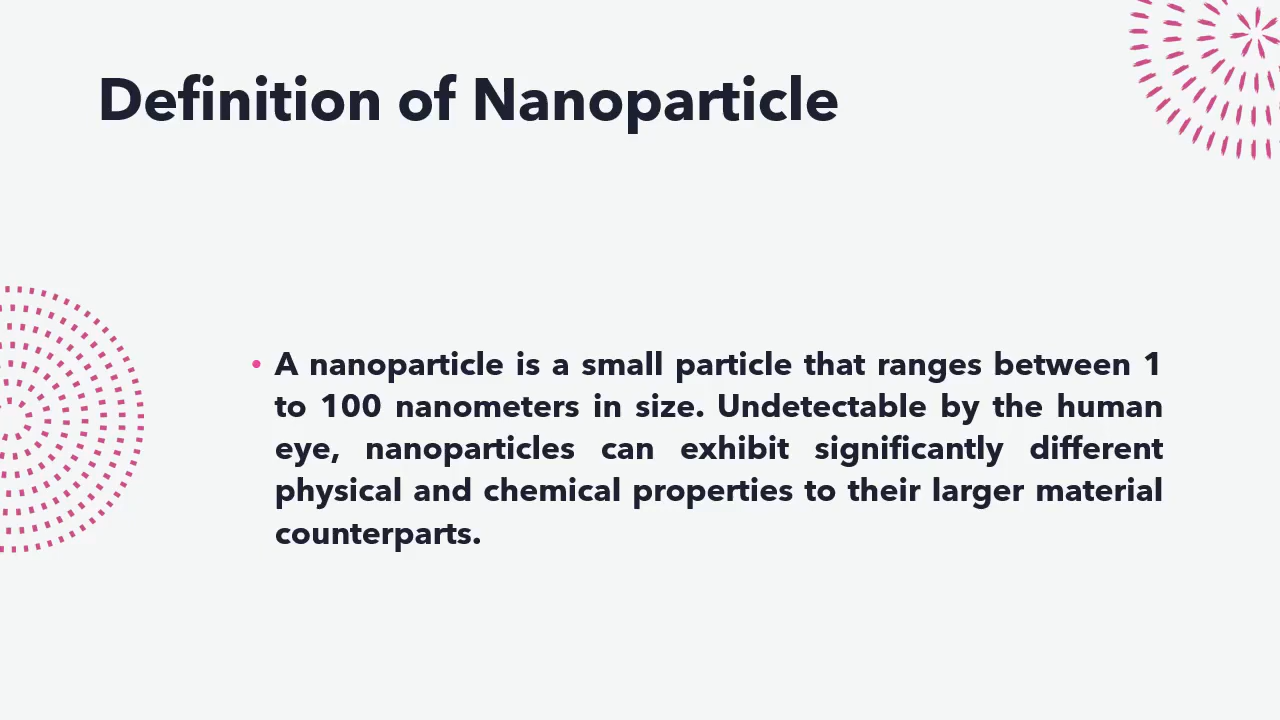 Definition of Nanoparticle
• A nanoparticle is a small particle that ranges between 1
to 100 nanometers in size. Undetectable by the human
eye, nanoparticles can exhibit significantly different
physical and chemical properties to their larger material
counterparts.